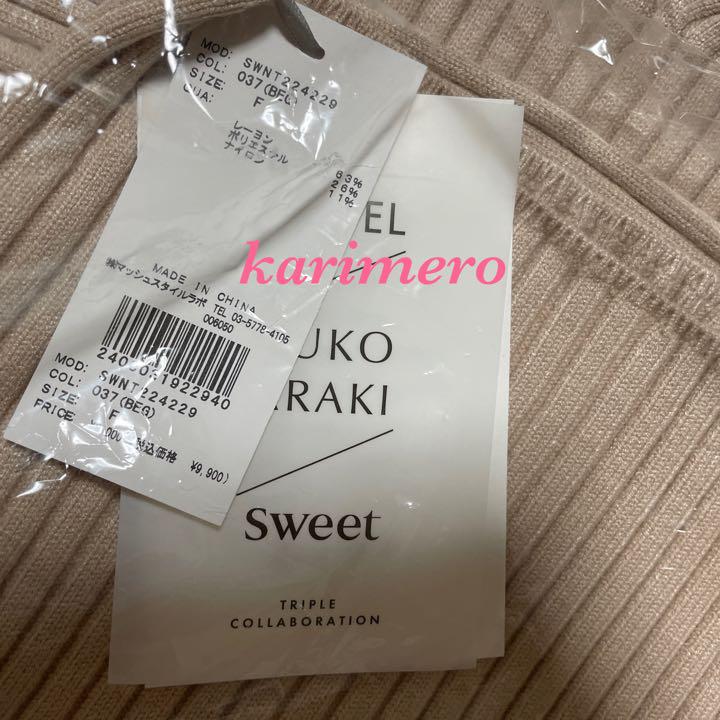 MOD: SWNT224229
COL: 037(BEG)
SIZE: F
QUA:
レーヨン 63%
ポリエステル 26%
ナイロン 11%
MADE IN CHINA
㈱マッシュスタイルラボ
TEL 03-5778-4105
006050
MOD: SWNT224229
COL: 037(BEG)
SIZE: F
PRICE:
税込価格 ¥9,900)
EL
karimero
UKO
RAKI
Sweet
TRIPLE
COLLABORATION